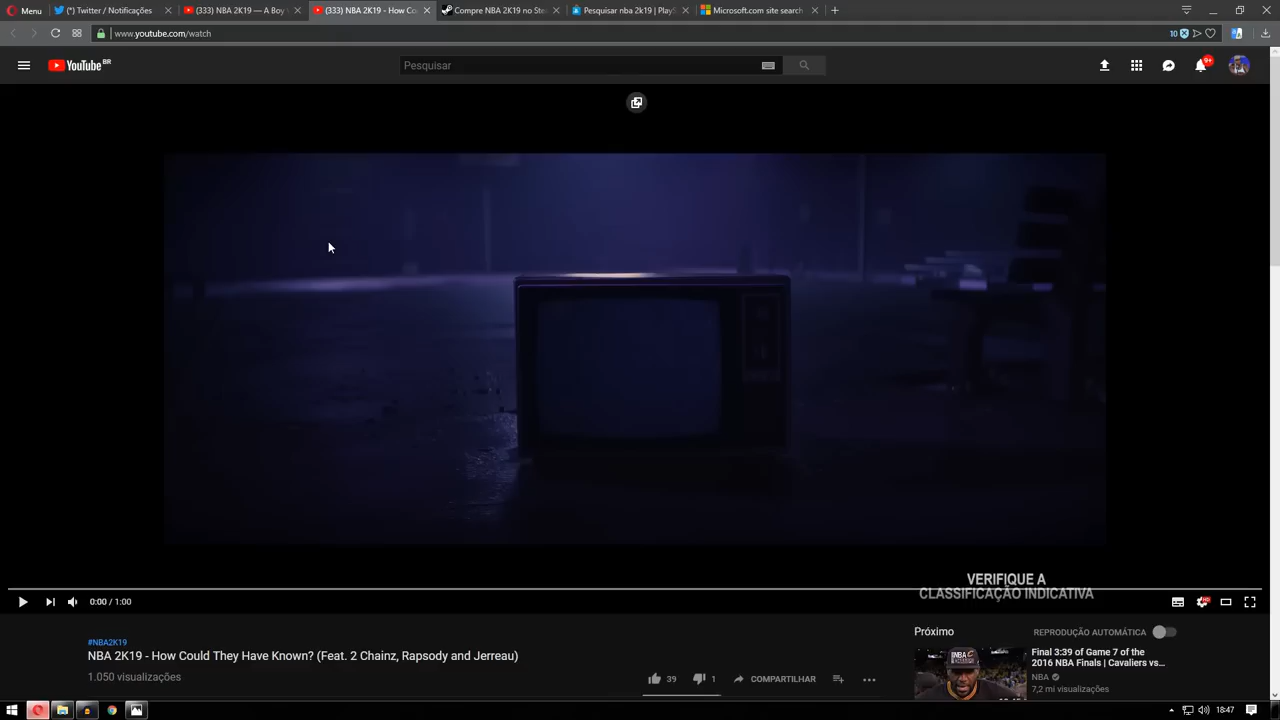 Menu
(*) Twitter / Notificações
(333) NBA 2K19 — A Boy
(333) NBA 2K19 - How Co
Compre NBA 2K19 no Ste
Pesquisar nba 2k19 | PlayS
Microsoft.com site search
www.youtube.com/watch
10
YouTube BR
Pesquisar
9+
0:00 / 1:00
HD
VERIFIQUE A
CLASSIFICAÇÃO INDICATIVA
#NBA2K19
NBA 2K19 - How Could They Have Known? (Feat. 2 Chainz, Rapsody and Jerreau)
1.050 visualizações
39
1
COMPARTILHAR
Próximo
REPRODUÇÃO AUTOMÁTICA
Final 3:39 of Game 7 of the
2016 NBA Finals | Cavaliers vs...
NBA
7,2 mi visualizações
18:47